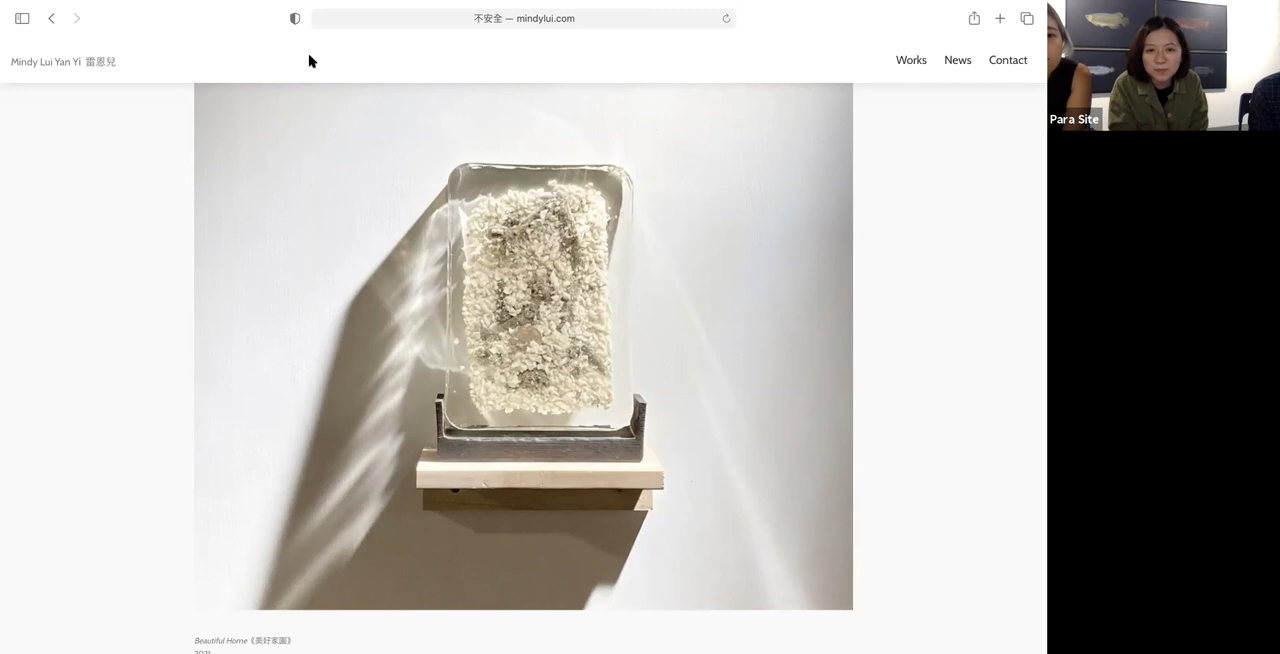 不安全 — mindylui.com
Mindy Lui Yan Yi 雷恩兒
Works
News
Contact
Para Site
Beautiful Home《美好家園》
2021